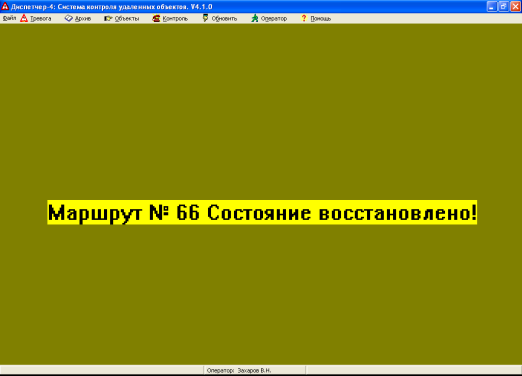 Диспетчер-4: Система контроля удаленных объектов. V4.1.0
Файл Тревога Архив Объекты Контроль Обновить Оператор Помощь
Маршрут № 66 Состояние восстановлено!
Оператор: Захаров В.Н.